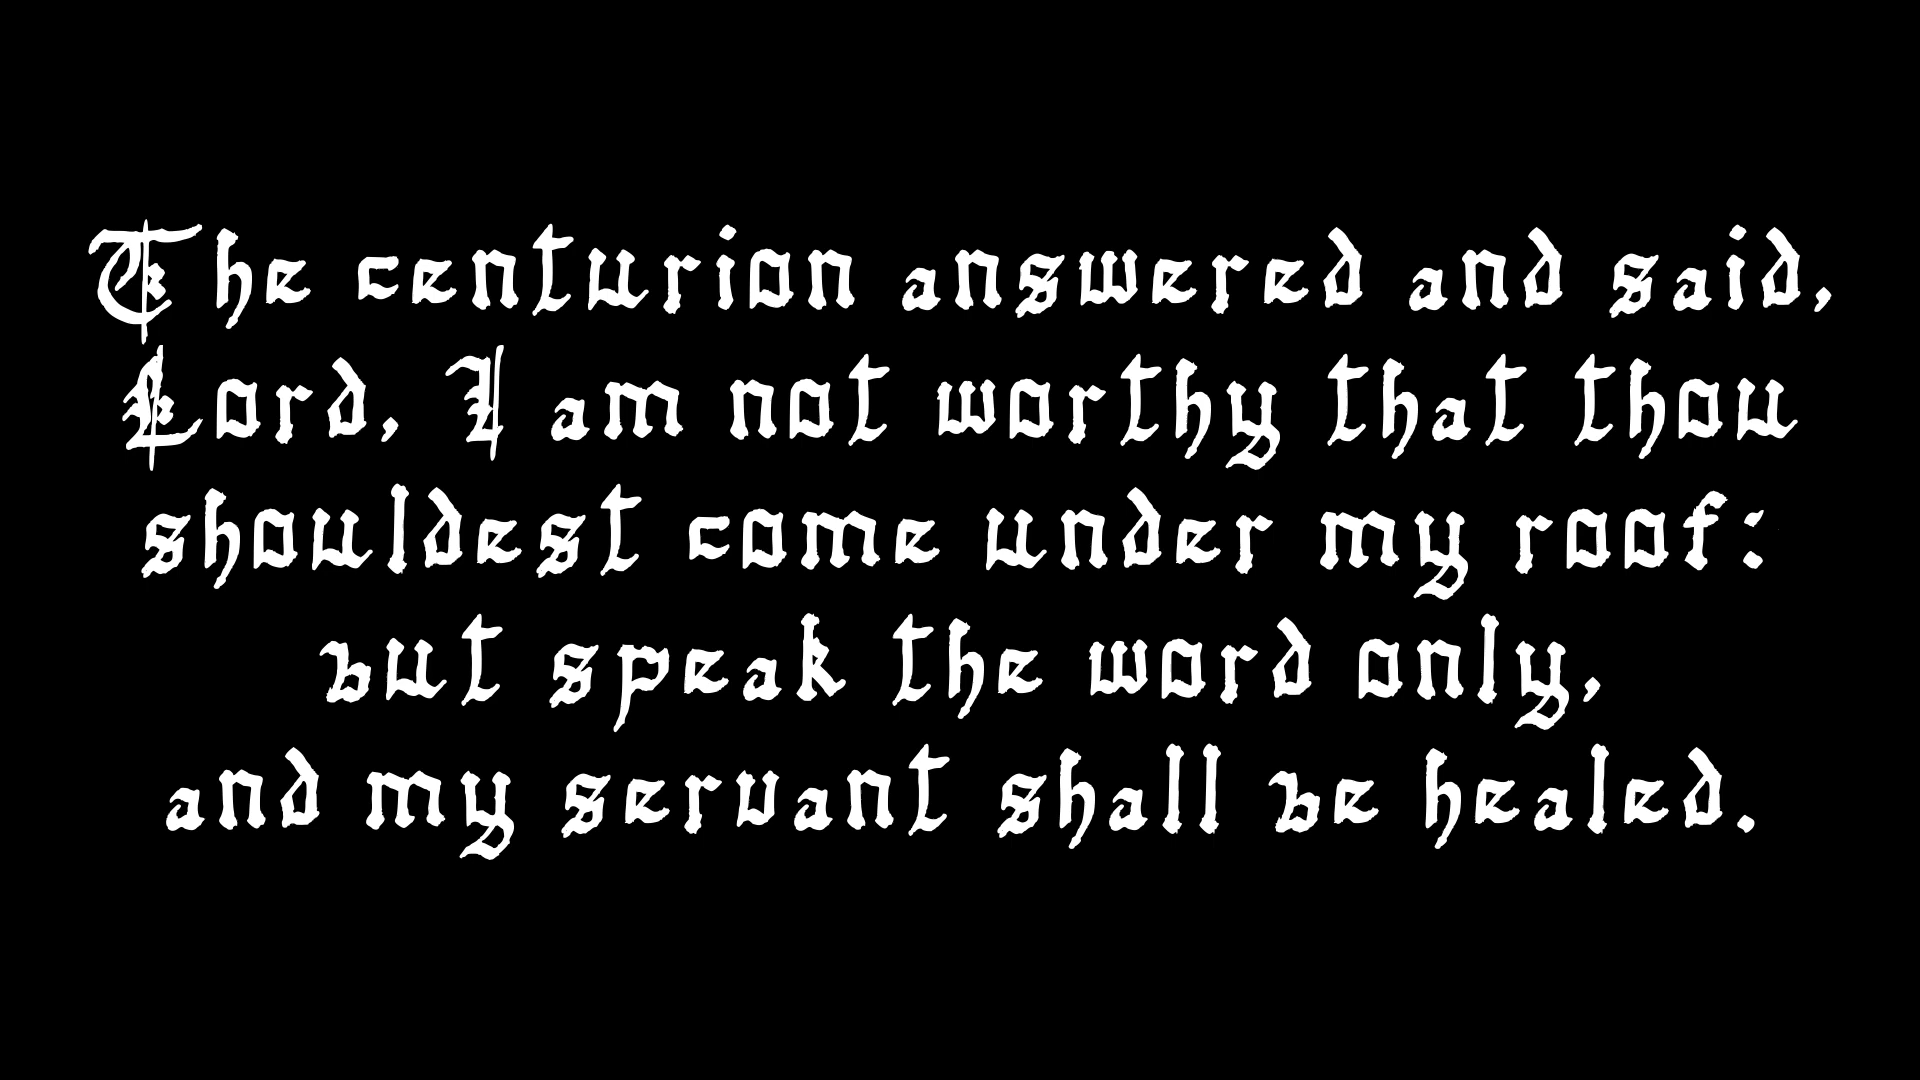 The centurion answered and said,
Lord, I am not worthy that thou
shouldest come under my roof:
but speak the word only,
and my servant shall be healed.